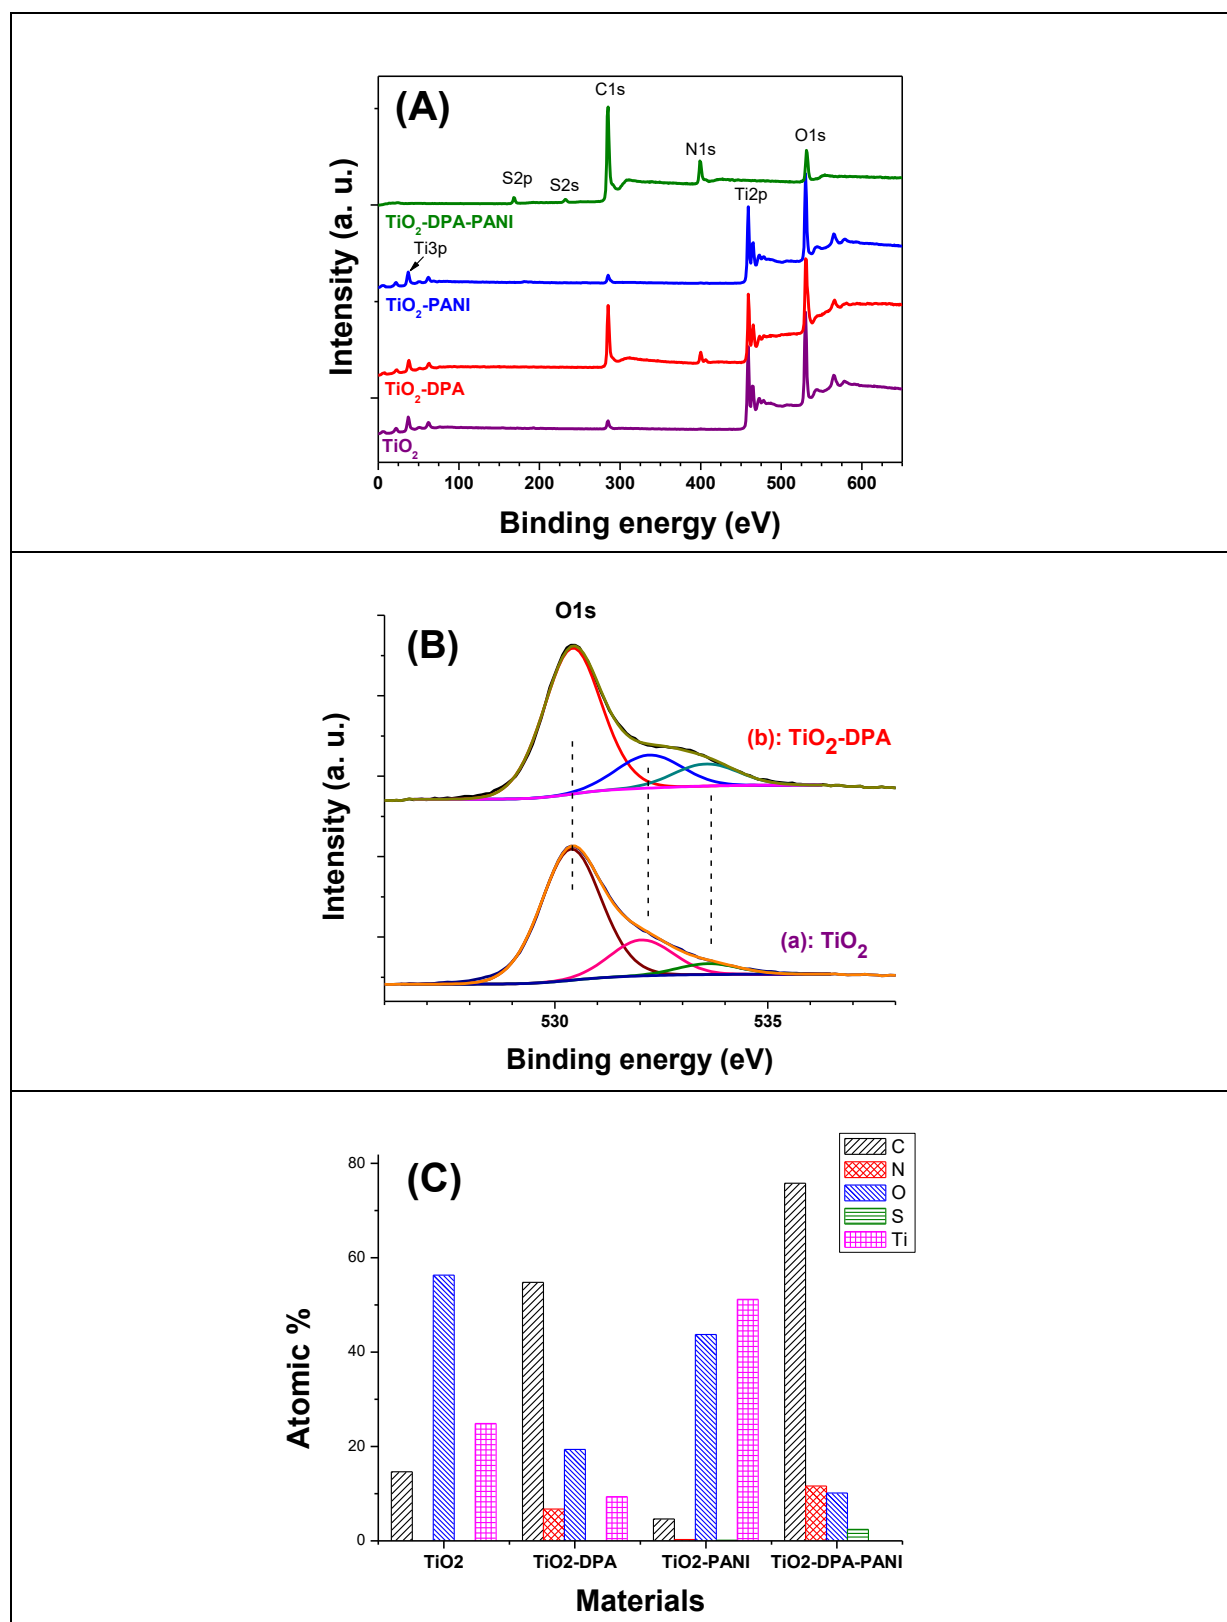 (A)
C1s
O1s
N1s
S2p
S2s
Ti2p
TiO2-DPA-PANI
Ti3p
TiO2-PANI
TiO2-DPA
TiO2
Intensity (a. u.)
0 100 200 300 400 500 600
Binding energy (eV)
O1s
(B)
(b): TiO2-DPA
(a): TiO2
Intensity (a. u.)
530 535
Binding energy (eV)
(C)
C
N
O
S
Ti
80
60
40
20
0
Atomic %
TiO2 TiO2-DPA TiO2-PANI TiO2-DPA-PANI
Materials